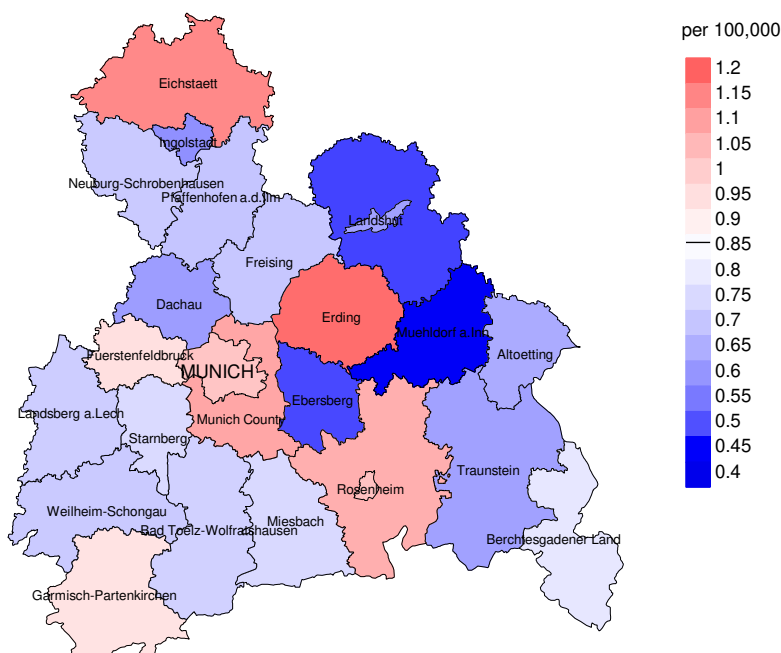 per 100,000
1.2
1.15
1.1
1.05
1
0.95
0.9
0.85
0.8
0.75
0.7
0.65
0.6
0.55
0.5
0.45
0.4
Eichstaett
Ingolstadt
Neuburg-Schrobenhausen
Pfaffenhofen a.d.Ilm
Landshut
Freising
Dachau
Erding
Muehldorf a.Inn
Altoetting
Fuerstenfeldbruck
MUNICH
Ebersberg
Landsberg a.Lech
Munich County
Starnberg
Traunstein
Rosenheim
Weilheim-Schongau
Miesbach
Bad Toelz-Wolfratshausen
Berchtesgadener Land
Garmisch-Partenkirchen